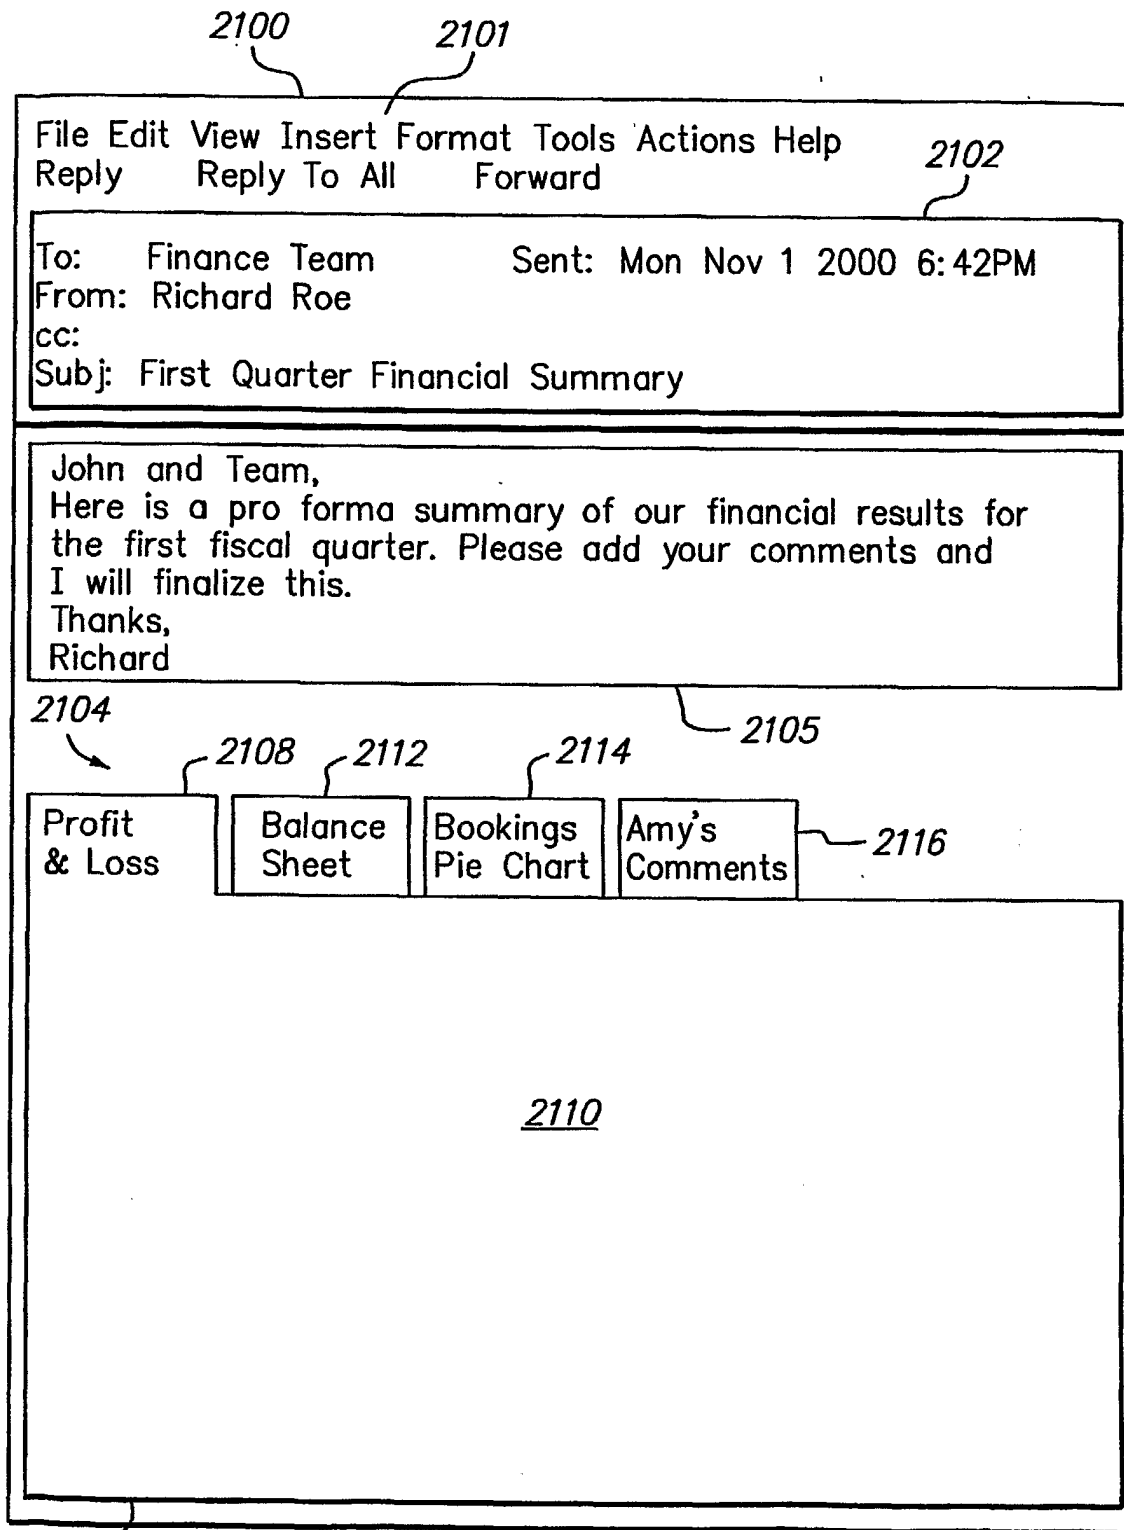 2100
2101
File Edit View Insert Format Tools Actions Help
2102
Reply Reply To All Forward
To: Finance Team Sent: Mon Nov 1 2000 6:42PM
From: Richard Roe
cc:
Subj: First Quarter Financial Summary
John and Team,
Here is a pro forma summary of our financial results for
the first fiscal quarter. Please add your comments and
I will finalize this.
Thanks,
Richard
2104
2105
2108 2112 2114
Profit
& Loss
Balance
Sheet
Bookings
Pie Chart
Amy's
Comments
2116
2110